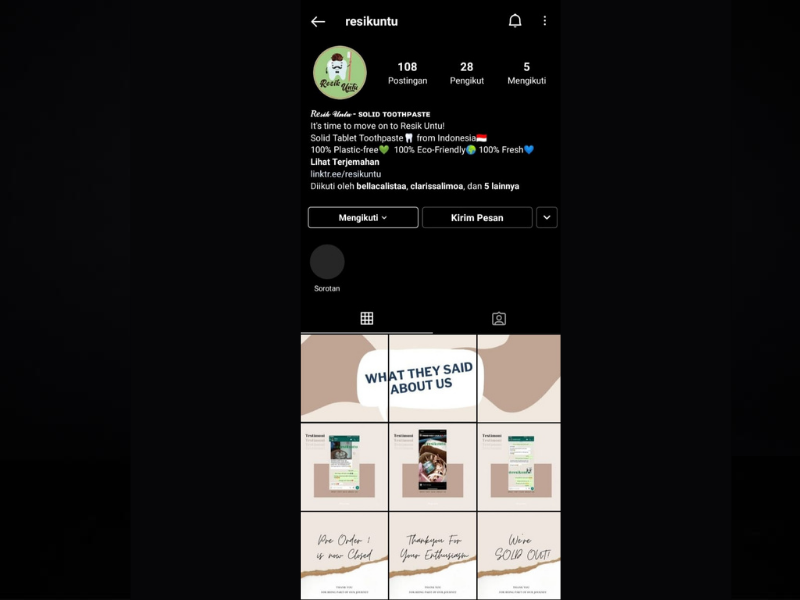 resikuntu
108
28
5
Postingan
Pengikut
Mengikuti
Resik Untu
Resik Untu - SOLID TOOTHPASTE
It's time to move on to Resik Untu!
Solid Tablet Toothpaste🦷 from Indonesia🇮🇩
100% Plastic-free💚 100% Eco-Friendly🌏 100% Fresh💙
Lihat Terjemahan
linktr.ee/resikuntu
Diikuti oleh bellacalistaa, clarissalimoa, dan 5 lainnya
Mengikuti
Kirim Pesan
Sorotan
WHAT THEY SAID
ABOUT US
Testimoni
Testimoni
Testimoni
Pre Order 1
is now Closed
Thankyou For
Your Enthusiasm
We're
SOLD OUT!